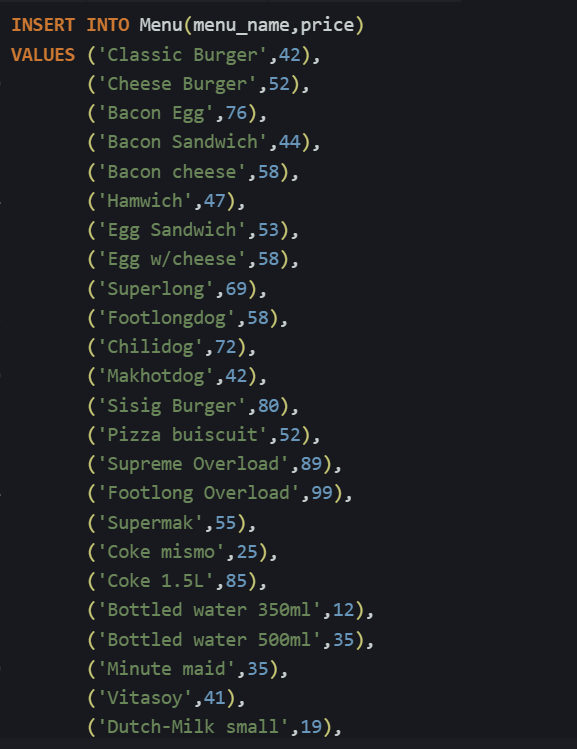 INSERT INTO Menu(menu_name,price)
VALUES ('Classic Burger',42),
('Cheese Burger',52),
('Bacon Egg',76),
('Bacon Sandwich',44),
('Bacon cheese',58),
('Hamwich',47),
('Egg Sandwich',53),
('Egg w/cheese',58),
('Superlong',69),
('Footlongdog',58),
('Chilidog',72),
('Makhotdog',42),
('Sisig Burger',80),
('Pizza buiscuit',52),
('Supreme Overload',89),
('Footlong Overload',99),
('Supermak',55),
('Coke mismo',25),
('Coke 1.5L',85),
('Bottled water 350ml',12),
('Bottled water 500ml',35),
('Minute maid',35),
('Vitasoy',41),
('Dutch-Milk small',19),